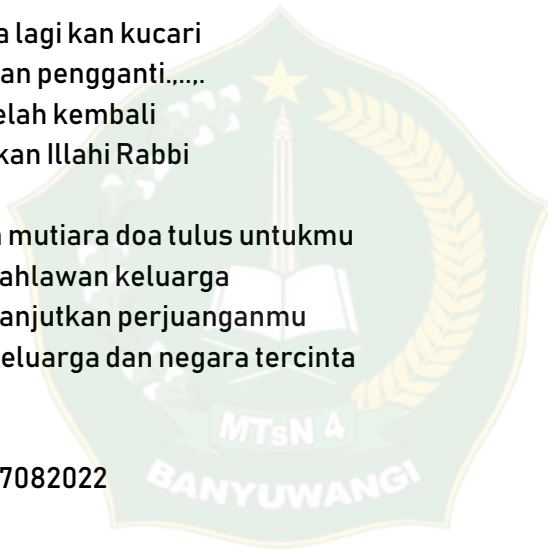 a lagi kan kucari
an pengganti.,..,.
elah kembali
kan Illahi Rabbi
mutiara doa tulus untukmu
ahlawan keluarga
anjutkan perjuanganmu
eluarga dan negara tercinta
7082022
MTsN 4
BANYUWANGI